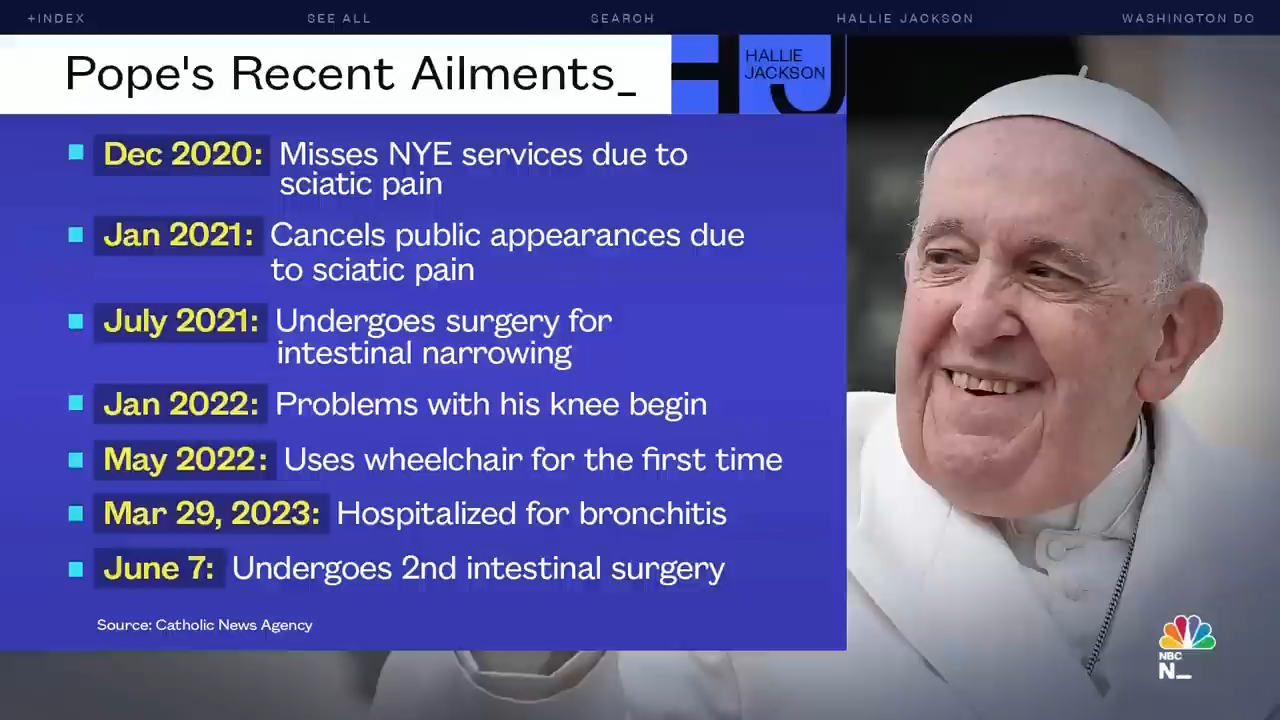 +INDEX
SEE ALL
SEARCH
HALLIE JACKSON
WASHINGTON DO
Pope's Recent Ailments_
HALLIE
JACKSON
Dec 2020: Misses NYE services due to
sciatic pain
Jan 2021: Cancels public appearances due
to sciatic pain
July 2021: Undergoes surgery for
intestinal narrowing
Jan 2022: Problems with his knee begin
May 2022: Uses wheelchair for the first time
Mar 29, 2023: Hospitalized for bronchitis
June 7: Undergoes 2nd intestinal surgery
Source: Catholic News Agency
NBC
N_